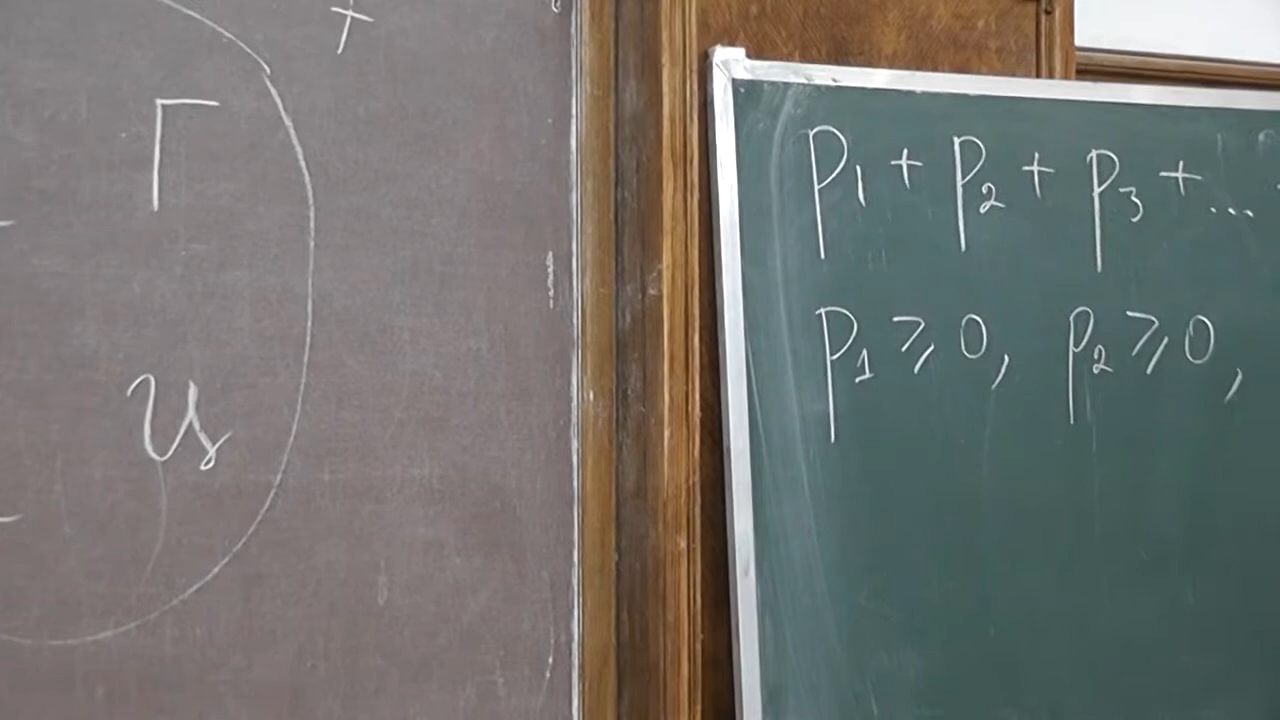 +
Г
и
p₁ + p₂ + p₃ + ...
p₁ ⩾ 0, p₂ ⩾ 0,